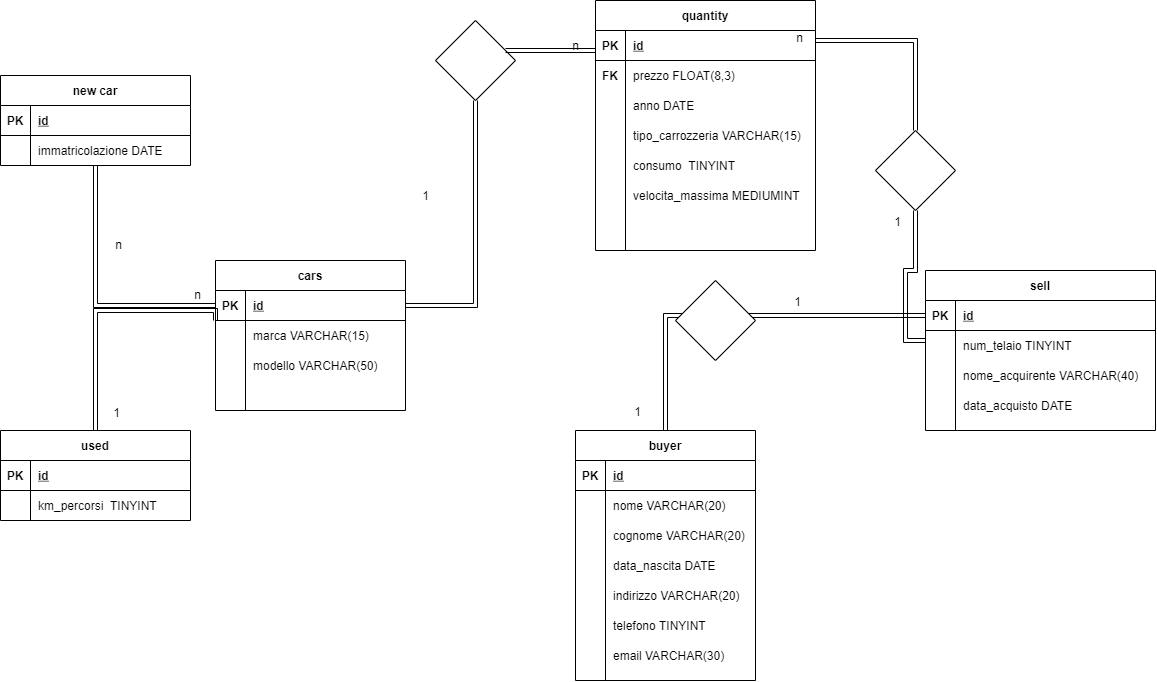 quantity
PK id
FK prezzo FLOAT(8,3)
anno DATE
tipo_carrozzeria VARCHAR(15)
consumo  TINYINT
velocita_massima MEDIUMINT
n
n
1
1
new car
PK id
immatricolazione DATE
n
n
1
cars
PK id
marca VARCHAR(15)
modello VARCHAR(50)
used
PK id
km_percorsi  TINYINT
sell
PK id
num_telaio TINYINT
nome_acquirente VARCHAR(40)
data_acquisto DATE
1
1
buyer
PK id
nome VARCHAR(20)
cognome VARCHAR(20)
data_nascita DATE
indirizzo VARCHAR(20)
telefono TINYINT
email VARCHAR(30)